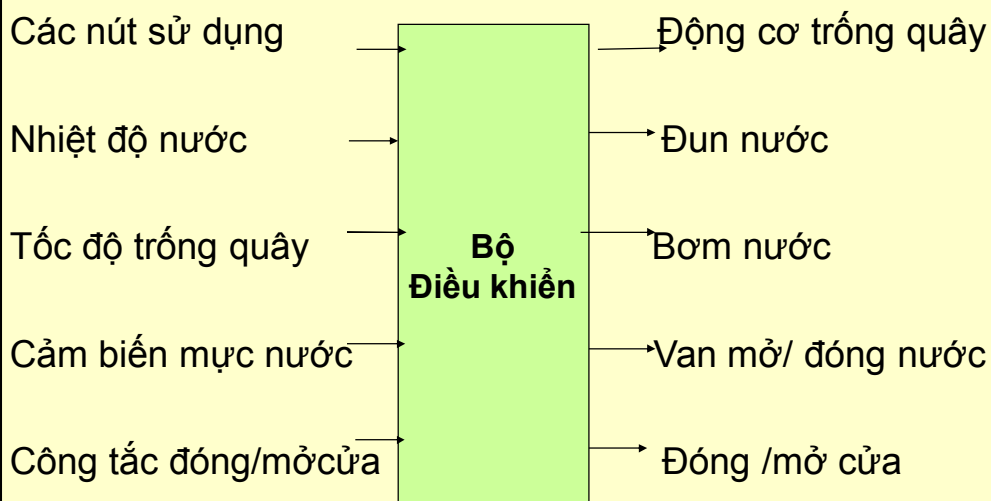 Các nút sử dụng
Động cơ trống quây
Nhiệt độ nước
Đun nước
Tốc độ trống quây
Bộ
Điều khiển
Bơm nước
Cảm biến mực nước
Van mở/ đóng nước
Công tắc đóng/mởcửa
Đóng /mở cửa